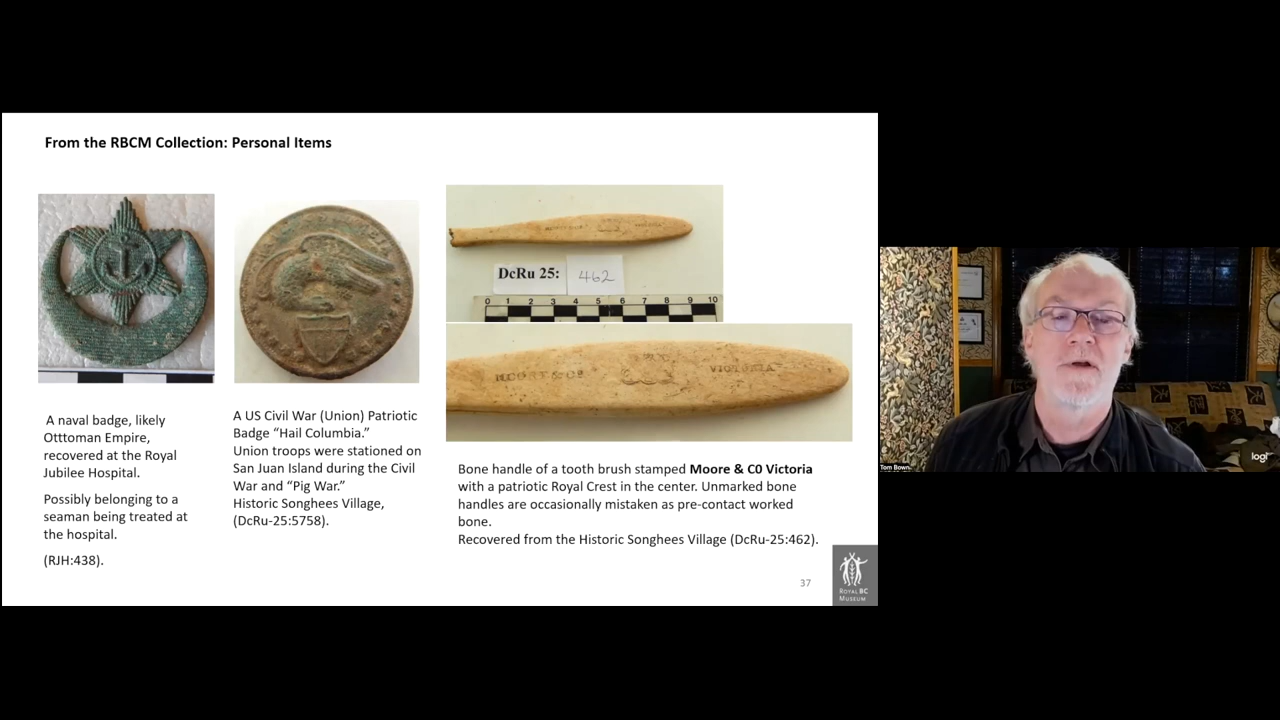 From the RBCM Collection: Personal Items
A naval badge, likely
Otttoman Empire,
recovered at the Royal
Jubilee Hospital.
Possibly belonging to a
seaman being treated at
the hospital.
(RJH:438).
A US Civil War (Union) Patriotic
Badge “Hail Columbia.”
Union troops were stationed on
San Juan Island during the Civil
War and “Pig War.”
Historic Songhees Village,
(DcRu-25:5758).
DcRu 25: 462
0 1 2 3 4 5 6 7 8 9 10
MOORE & Co VICTORIA
Bone handle of a tooth brush stamped Moore & C0 Victoria
with a patriotic Royal Crest in the center. Unmarked bone
handles are occasionally mistaken as pre-contact worked
bone.
Recovered from the Historic Songhees Village (DcRu-25:462).
37
ROYAL BC
MUSEUM
Tom Bown
logi